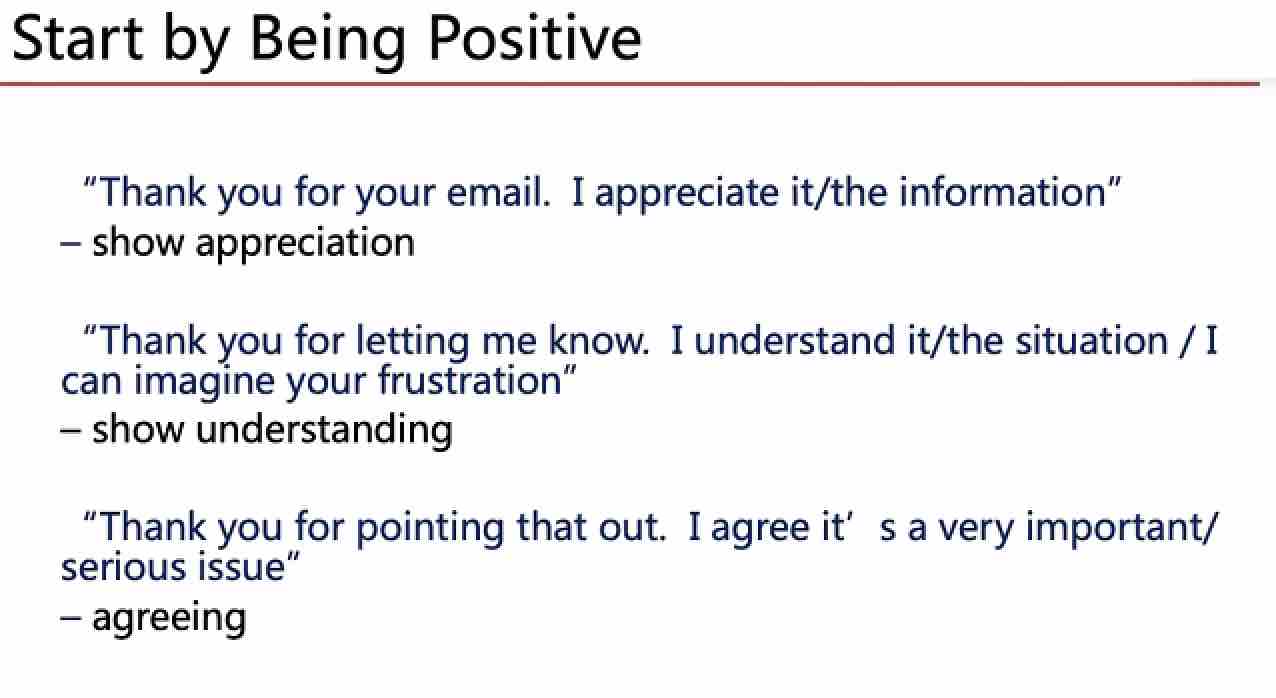 Start by Being Positive
“Thank you for your email.  I appreciate it/the information”
– show appreciation
“Thank you for letting me know.  I understand it/the situation / I
can imagine your frustration”
– show understanding
“Thank you for pointing that out.  I agree it’ s a very important/
serious issue”
– agreeing